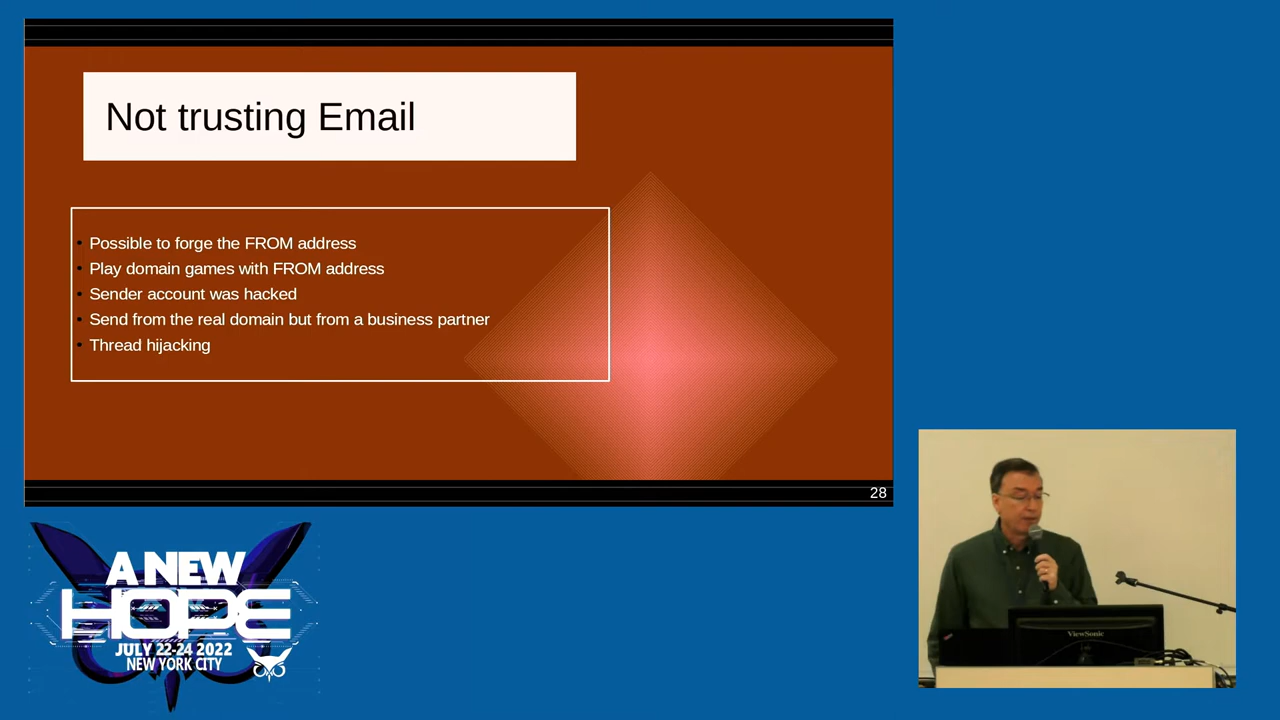 Not trusting Email
• Possible to forge the FROM address
• Play domain games with FROM address
• Sender account was hacked
• Send from the real domain but from a business partner
• Thread hijacking
28
A NEW
HOPE
JULY 22-24 2022
NEW YORK CITY
ViewSonic